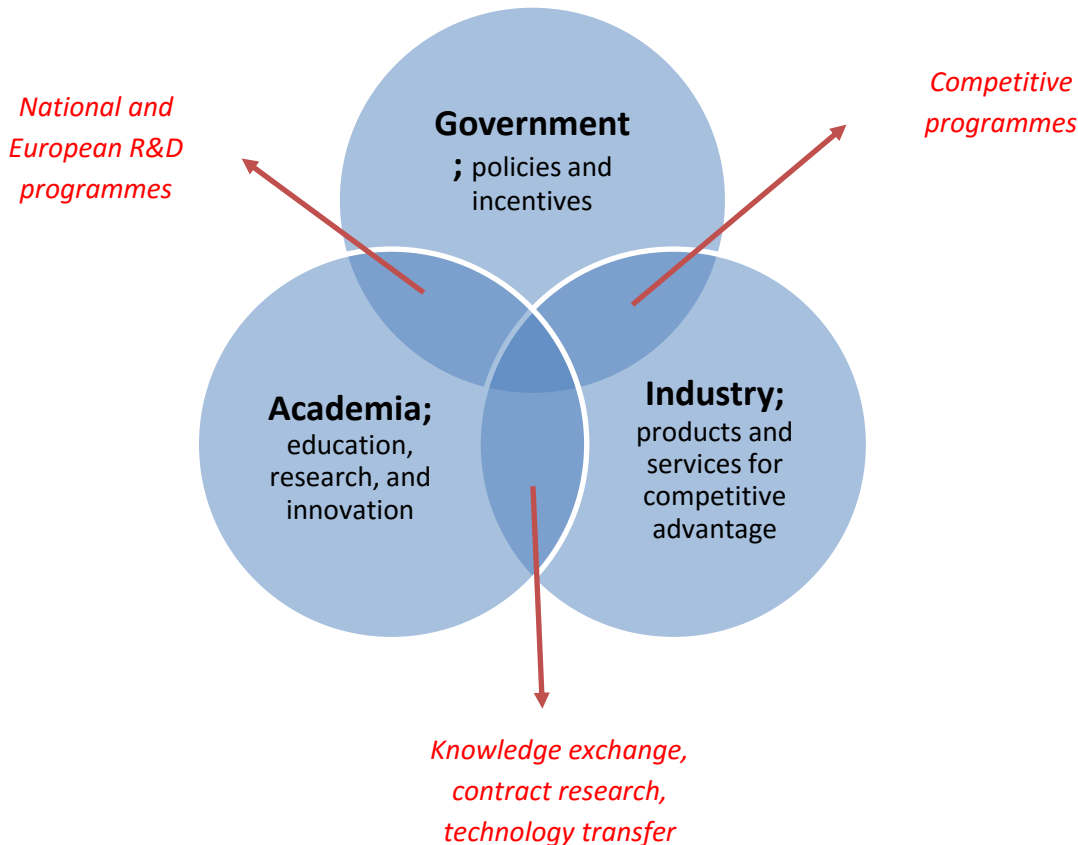 National and
European R&D
programmes
Competitive
programmes
Government
; policies and
incentives
Academia;
education,
research, and
innovation
Industry;
products and
services for
competitive
advantage
Knowledge exchange,
contract research,
technology transfer